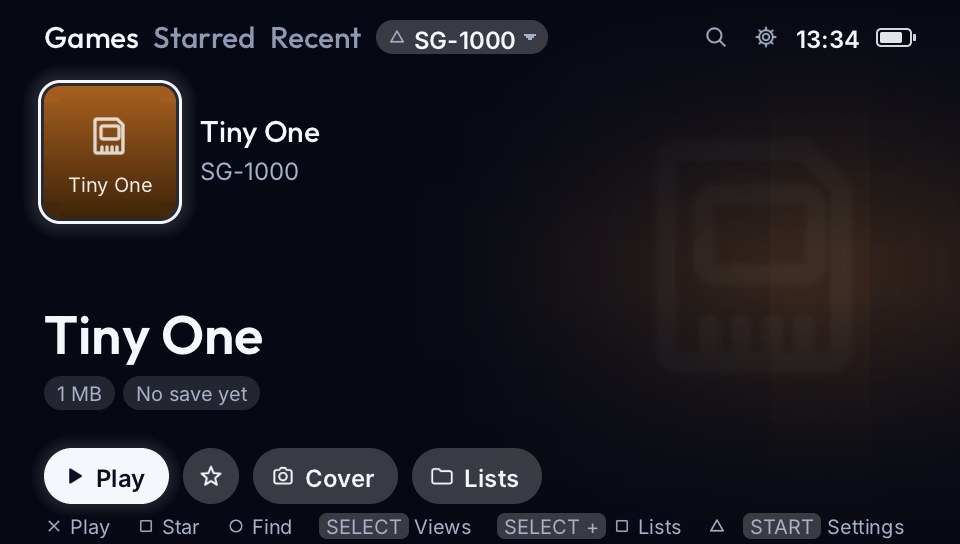 Games Starred Recent SG-1000 13:34
Tiny One
Tiny One
SG-1000
Tiny One
1 MB No save yet
Play Cover Lists
Play Star Find SELECT Views SELECT + Lists START Settings